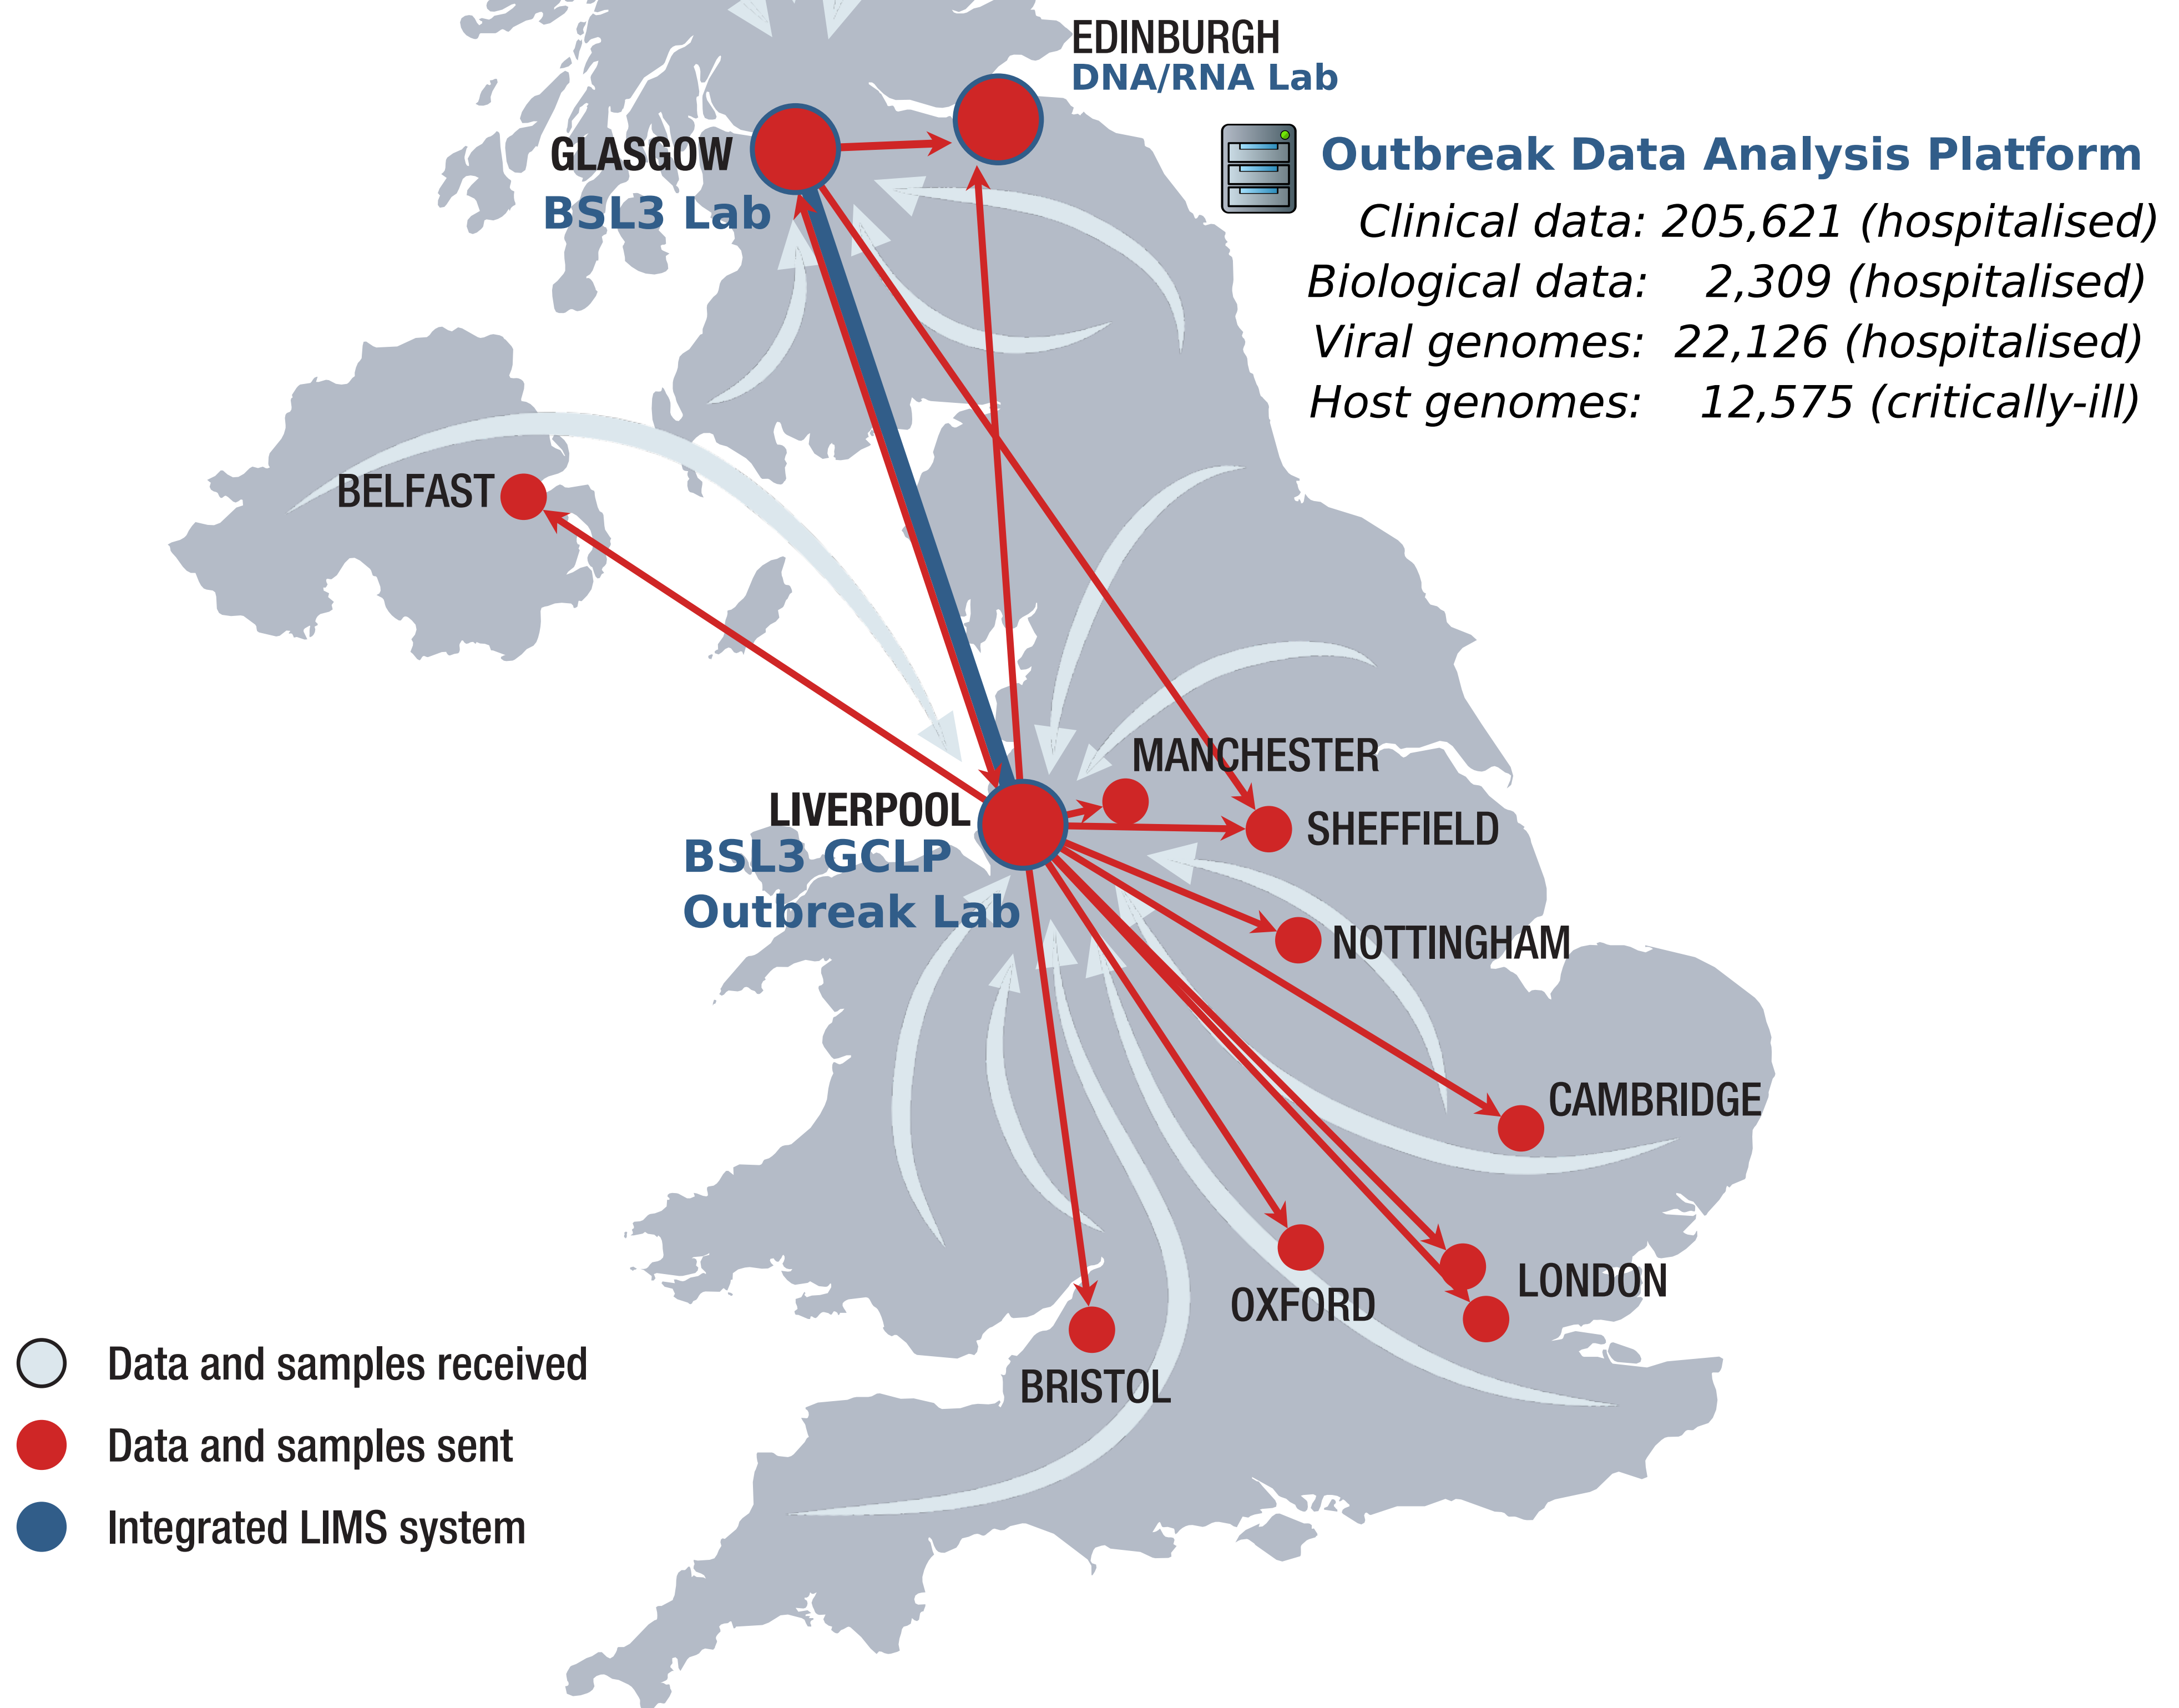 EDINBURGH
DNA/RNA Lab
GLASGOW
BSL3 Lab
Outbreak Data Analysis Platform
Clinical data: 205,621 (hospitalised)
Biological data: 2,309 (hospitalised)
Viral genomes: 22,126 (hospitalised)
Host genomes: 12,575 (critically-ill)
BELFAST
MANCHESTER
LIVERPOOL
BSL3 GCLP
Outbreak Lab
SHEFFIELD
NOTTINGHAM
CAMBRIDGE
LONDON
OXFORD
BRISTOL
Data and samples received
Data and samples sent
Integrated LIMS system